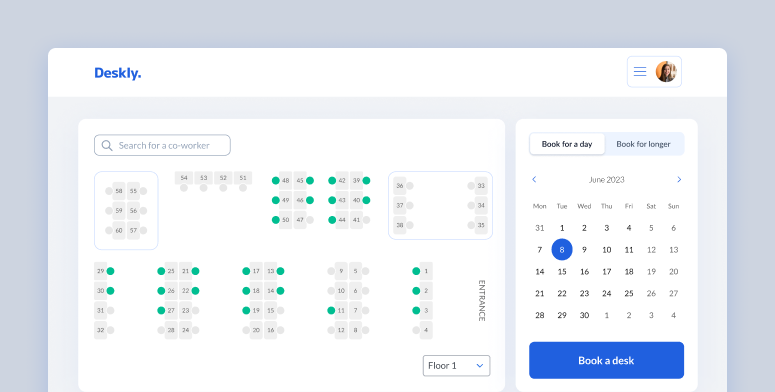 Deskly.
Search for a co-worker
54 53 52 51
58 55
59 56
60 57
48 45
49 46
50 47
42 39
43 40
44 41
36 33
37 34
38 35
29
30
31
32
25 21
26 22
27 23
28 24
17 13
18 14
19 15
20 16
9 5
10 6
11 7
12 8
1
2
3
4
ENTRANCE
Floor 1
Book for a day Book for longer
June 2023
Mon Tue Wed Thu Fri Sat Sun
31 1 2 3 4 5 6
7 8 9 10 11 12 13
14 15 16 17 18 19 20
21 22 23 24 25 26 27
28 29 30 1 2 3 4
Book a desk